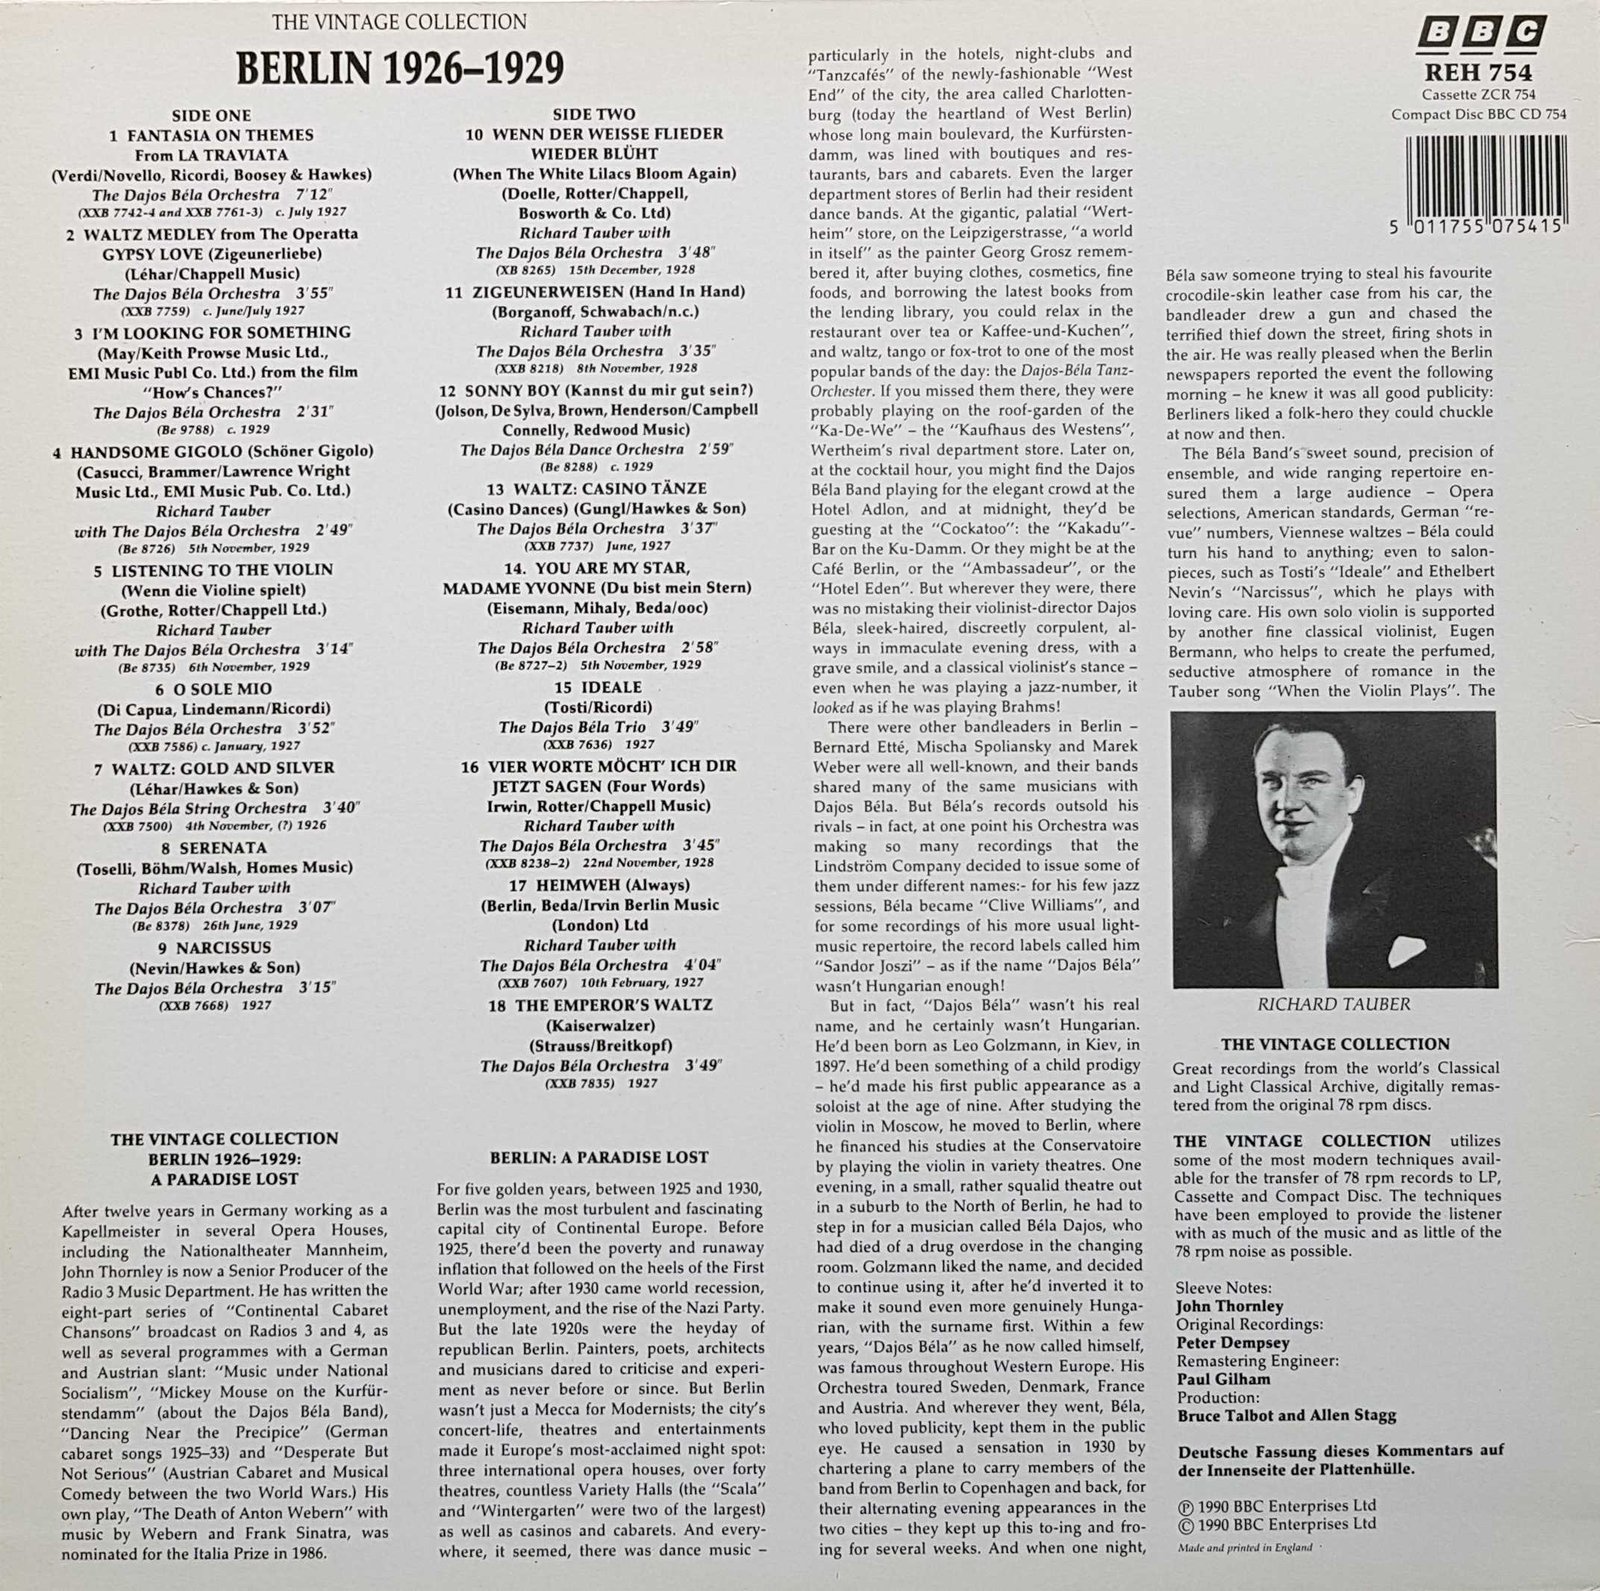 THE VINTAGE COLLECTION
BERLIN 1926–1929
SIDE ONE
1 FANTASIA ON THEMES
From LA TRAVIATA
(Verdi/Novello, Ricordi, Boosey & Hawkes)
The Dajos Béla Orchestra 7'12"
(XXB 7742-4 and XXB 7761-3) c. July 1927
2 WALTZ MEDLEY from The Operatta
GYPSY LOVE (Zigeunerliebe)
(Léhar/Chappell Music)
The Dajos Béla Orchestra 3'55"
(XXB 7759) c. June/July 1927
3 I'M LOOKING FOR SOMETHING
(May/Keith Prowse Music Ltd.,
EMI Music Publ Co. Ltd.) from the film
"How's Chances?"
The Dajos Béla Orchestra 2'31"
(Be 9788) c. 1929
4 HANDSOME GIGOLO (Schöner Gigolo)
(Casucci, Brammer/Lawrence Wright
Music Ltd., EMI Music Pub. Co. Ltd.)
Richard Tauber
with The Dajos Béla Orchestra 2'49"
(Be 8726) 5th November, 1929
5 LISTENING TO THE VIOLIN
(Wenn die Violine spielt)
(Grothe, Rotter/Chappell Ltd.)
Richard Tauber
with The Dajos Béla Orchestra 3'14"
(Be 8735) 6th November, 1929
6 O SOLE MIO
(Di Capua, Lindemann/Ricordi)
The Dajos Béla Orchestra 3'52"
(XXB 7586) c. January, 1927
7 WALTZ: GOLD AND SILVER
(Léhar/Hawkes & Son)
The Dajos Béla String Orchestra 3'40"
(XXB 7500) 4th November, (?) 1926
8 SERENATA
(Toselli, Böhm/Walsh, Homes Music)
Richard Tauber with
The Dajos Béla Orchestra 3'07"
(Be 8378) 26th June, 1929
9 NARCISSUS
(Nevin/Hawkes & Son)
The Dajos Béla Orchestra 3'15"
(XXB 7668) 1927
SIDE TWO
10 WENN DER WEISSE FLIEDER
WIEDER BLÜHT
(When The White Lilacs Bloom Again)
(Doelle, Rotter/Chappell,
Bosworth & Co. Ltd)
Richard Tauber with
The Dajos Béla Orchestra 3'48"
(XB 8265) 15th December, 1928
11 ZIGEUNERWEISEN (Hand In Hand)
(Borganoff, Schwabach/n.c.)
Richard Tauber with
The Dajos Béla Orchestra 3'35"
(XXB 8218) 8th November, 1928
12 SONNY BOY (Kannst du mir gut sein?)
(Jolson, De Sylva, Brown, Henderson/Campbell
Connelly, Redwood Music)
The Dajos Béla Dance Orchestra 2'59"
(Be 8288) c. 1929
13 WALTZ: CASINO TÄNZE
(Casino Dances) (Gungl/Hawkes & Son)
The Dajos Béla Orchestra 3'37"
(XXB 7737) June, 1927
14. YOU ARE MY STAR,
MADAME YVONNE (Du bist mein Stern)
(Eisemann, Mihaly, Beda/ooc)
Richard Tauber with
The Dajos Béla Orchestra 2'58"
(Be 8727–2) 5th November, 1929
15 IDEALE
(Tosti/Ricordi)
The Dajos Béla Trio 3'49"
(XXB 7636) 1927
16 VIER WORTE MÖCHT' ICH DIR
JETZT SAGEN (Four Words)
Irwin, Rotter/Chappell Music)
Richard Tauber with
The Dajos Béla Orchestra 3'45"
(XXB 8238–2) 22nd November, 1928
17 HEIMWEH (Always)
(Berlin, Beda/Irvin Berlin Music
(London) Ltd
Richard Tauber with
The Dajos Béla Orchestra 4'04"
(XXB 7607) 10th February, 1927
18 THE EMPEROR'S WALTZ
(Kaiserwalzer)
(Strauss/Breitkopf)
The Dajos Béla Orchestra 3'49"
(XXB 7835) 1927
THE VINTAGE COLLECTION
BERLIN 1926–1929:
A PARADISE LOST
After twelve years in Germany working as a
Kapellmeister in several Opera Houses,
including the Nationaltheater Mannheim,
John Thornley is now a Senior Producer of the
Radio 3 Music Department. He has written the
eight-part series of "Continental Cabaret
Chansons" broadcast on Radios 3 and 4, as
well as several programmes with a German
and Austrian slant: "Music under National
Socialism", "Mickey Mouse on the Kurfür-
stendamm" (about the Dajos Béla Band),
"Dancing Near the Precipice" (German
cabaret songs 1925–33) and "Desperate But
Not Serious" (Austrian Cabaret and Musical
Comedy between the two World Wars.) His
own play, "The Death of Anton Webern" with
music by Webern and Frank Sinatra, was
nominated for the Italia Prize in 1986.
BERLIN: A PARADISE LOST
For five golden years, between 1925 and 1930,
Berlin was the most turbulent and fascinating
capital city of Continental Europe. Before
1925, there'd been the poverty and runaway
inflation that followed on the heels of the First
World War; after 1930 came world recession,
unemployment, and the rise of the Nazi Party.
But the late 1920s were the heyday of
republican Berlin. Painters, poets, architects
and musicians dared to criticise and experi-
ment as never before or since. But Berlin
wasn't just a Mecca for Modernists; the city's
concert-life, theatres and entertainments
made it Europe's most-acclaimed night spot:
three international opera houses, over forty
theatres, countless Variety Halls (the "Scala"
and "Wintergarten" were two of the largest)
as well as casinos and cabarets. And every-
where, it seemed, there was dance music –
particularly in the hotels, night-clubs and
"Tanzcafés" of the newly-fashionable "West
End" of the city, the area called Charlotten-
burg (today the heartland of West Berlin)
whose long main boulevard, the Kurfürsten-
damm, was lined with boutiques and res-
taurants, bars and cabarets. Even the larger
department stores of Berlin had their resident
dance bands. At the gigantic, palatial "Wert-
heim" store, on the Leipzigerstrasse, "a world
in itself" as the painter Georg Grosz remem-
bered it, after buying clothes, cosmetics, fine
foods, and borrowing the latest books from
the lending library, you could relax in the
restaurant over tea or Kaffee-und-Kuchen",
and waltz, tango or fox-trot to one of the most
popular bands of the day: the Dajos-Béla Tanz-
Orchester. If you missed them there, they were
probably playing on the roof-garden of the
"Ka-De-We" – the "Kaufhaus des Westens",
Wertheim's rival department store. Later on,
at the cocktail hour, you might find the Dajos
Béla Band playing for the elegant crowd at the
Hotel Adlon, and at midnight, they'd be
guesting at the "Cockatoo": the "Kakadu"-
Bar on the Ku-Damm. Or they might be at the
Café Berlin, or the "Ambassadeur", or the
"Hotel Eden". But wherever they were, there
was no mistaking their violinist-director Dajos
Béla, sleek-haired, discreetly corpulent, al-
ways in immaculate evening dress, with a
grave smile, and a classical violinist's stance –
even when he was playing a jazz-number, it
looked as if he was playing Brahms!
There were other bandleaders in Berlin –
Bernard Etté, Mischa Spoliansky and Marek
Weber were all well-known, and their bands
shared many of the same musicians with
Dajos Béla. But Béla's records outsold his
rivals – in fact, at one point his Orchestra was
making so many recordings that the
Lindström Company decided to issue some of
them under different names:- for his few jazz
sessions, Béla became "Clive Williams", and
for some recordings of his more usual light-
music repertoire, the record labels called him
"Sandor Joszi" – as if the name "Dajos Béla"
wasn't Hungarian enough!
But in fact, "Dajos Béla" wasn't his real
name, and he certainly wasn't Hungarian.
He'd been born as Leo Golzmann, in Kiev, in
1897. He'd been something of a child prodigy
– he'd made his first public appearance as a
soloist at the age of nine. After studying the
violin in Moscow, he moved to Berlin, where
he financed his studies at the Conservatoire
by playing the violin in variety theatres. One
evening, in a small, rather squalid theatre out
in a suburb to the North of Berlin, he had to
step in for a musician called Béla Dajos, who
had died of a drug overdose in the changing
room. Golzmann liked the name, and decided
to continue using it, after he'd inverted it to
make it sound even more genuinely Hunga-
rian, with the surname first. Within a few
years, "Dajos Béla" as he now called himself,
was famous throughout Western Europe. His
Orchestra toured Sweden, Denmark, France
and Austria. And wherever they went, Béla,
who loved publicity, kept them in the public
eye. He caused a sensation in 1930 by
chartering a plane to carry members of the
band from Berlin to Copenhagen and back, for
their alternating evening appearances in the
two cities – they kept up this to-ing and fro-
ing for several weeks. And when one night,
BBC
REH 754
Cassette ZCR 754
Compact Disc BBC CD 754
5 011755 075415
Béla saw someone trying to steal his favourite
crocodile-skin leather case from his car, the
bandleader drew a gun and chased the
terrified thief down the street, firing shots in
the air. He was really pleased when the Berlin
newspapers reported the event the following
morning – he knew it was all good publicity:
Berliners liked a folk-hero they could chuckle
at now and then.
The Béla Band's sweet sound, precision of
ensemble, and wide ranging repertoire en-
sured them a large audience – Opera
selections, American standards, German "re-
vue" numbers, Viennese waltzes – Béla could
turn his hand to anything; even to salon-
pieces, such as Tosti's "Ideale" and Ethelbert
Nevin's "Narcissus", which he plays with
loving care. His own solo violin is supported
by another fine classical violinist, Eugen
Bermann, who helps to create the perfumed,
seductive atmosphere of romance in the
Tauber song "When the Violin Plays". The
RICHARD TAUBER
THE VINTAGE COLLECTION
Great recordings from the world's Classical
and Light Classical Archive, digitally remas-
tered from the original 78 rpm discs.
THE VINTAGE COLLECTION utilizes
some of the most modern techniques avail-
able for the transfer of 78 rpm records to LP,
Cassette and Compact Disc. The techniques
have been employed to provide the listener
with as much of the music and as little of the
78 rpm noise as possible.
Sleeve Notes:
John Thornley
Original Recordings:
Peter Dempsey
Remastering Engineer:
Paul Gilham
Production:
Bruce Talbot and Allen Stagg
Deutsche Fassung dieses Kommentars auf
der Innenseite der Plattenhülle.
Ⓟ 1990 BBC Enterprises Ltd
© 1990 BBC Enterprises Ltd
Made and printed in England